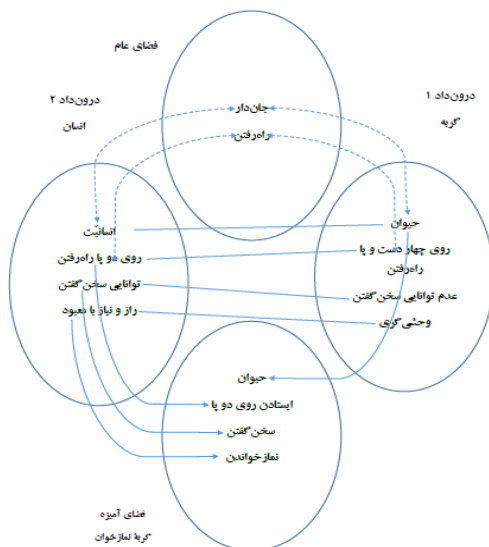 فضای عام
درون‌داد ۱
گربه
درون‌داد ۲
انسان
جان‌دار
راه‌رفتن
حیوان
روی چهار دست و پا
راه‌رفتن
عدم توانایی سخن‌گفتن
وحشی‌گری
انسانیّت
روی دو پا راه‌رفتن
توانایی سخن‌گفتن
راز و نیاز با معبود
حیوان
ایستادن روی دو پا
سخن‌گفتن
نمازخواندن
فضای آمیزه
گربهٔ نمازخوان